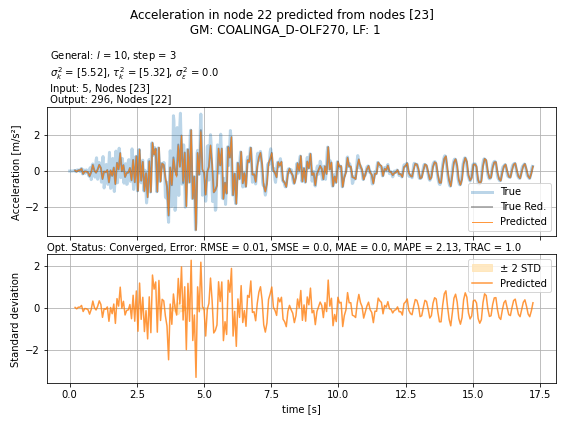 Acceleration in node 22 predicted from nodes [23]
GM: COALINGA_D-OLF270, LF: 1
General: l = 10, step = 3
σ²ₖ = [5.52], τ²ₖ = [5.32], σ²ε = 0.0
Input: 5, Nodes [23]
Output: 296, Nodes [22]
Acceleration [m/s²]
2
0
−2
True
True Red.
Predicted
Opt. Status: Converged, Error: RMSE = 0.01, SMSE = 0.0, MAE = 0.0, MAPE = 2.13, TRAC = 1.0
Standard deviation
2
0
−2
± 2 STD
Predicted
0.0 2.5 5.0 7.5 10.0 12.5 15.0 17.5
time [s]